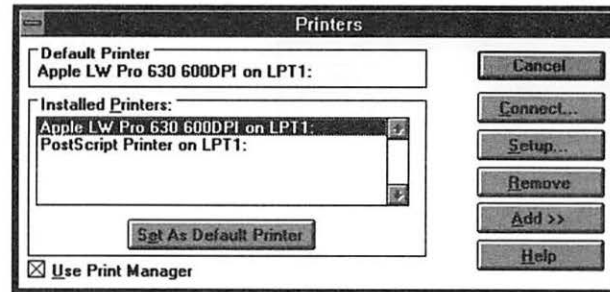 Printers
Default Printer
Apple LW Pro 630 600DPI on LPT1:
Installed Printers:
Apple LW Pro 630 600DPI on LPT1:
PostScript Printer on LPT1:
Set As Default Printer
Use Print Manager
Cancel
Connect...
Setup...
Remove
Add >>
Help